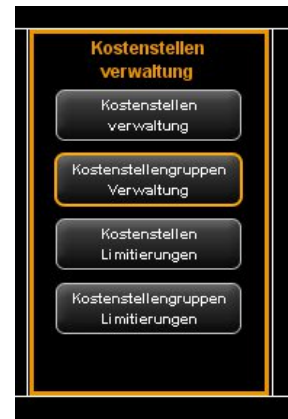 Kostenstellen
verwaltung
Kostenstellen
verwaltung
Kostenstellengruppen
Verwaltung
Kostenstellen
Limitierungen
Kostenstellengruppen
Limitierungen